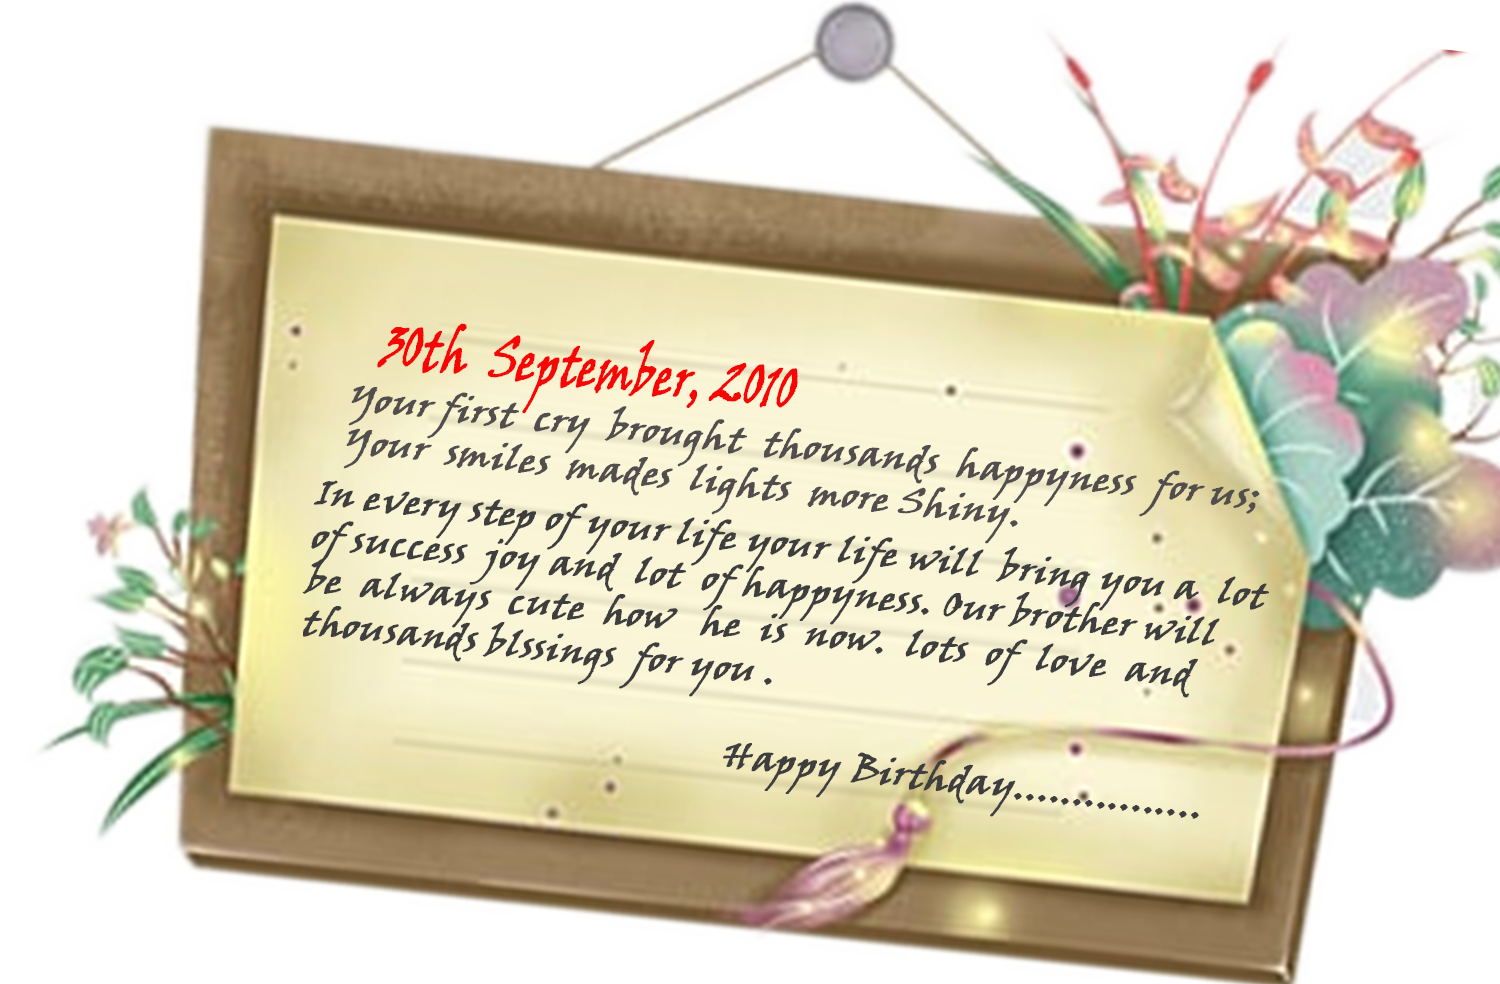 30th September, 2010
Your first cry brought thousands happyness for us;
Your smiles mades lights more Shiny.
In every step of your life your life will bring you a lot
of success joy and lot of happyness. Our brother will
be always cute how he is now. lots of love and
thousands blssings for you .
Happy Birthday................